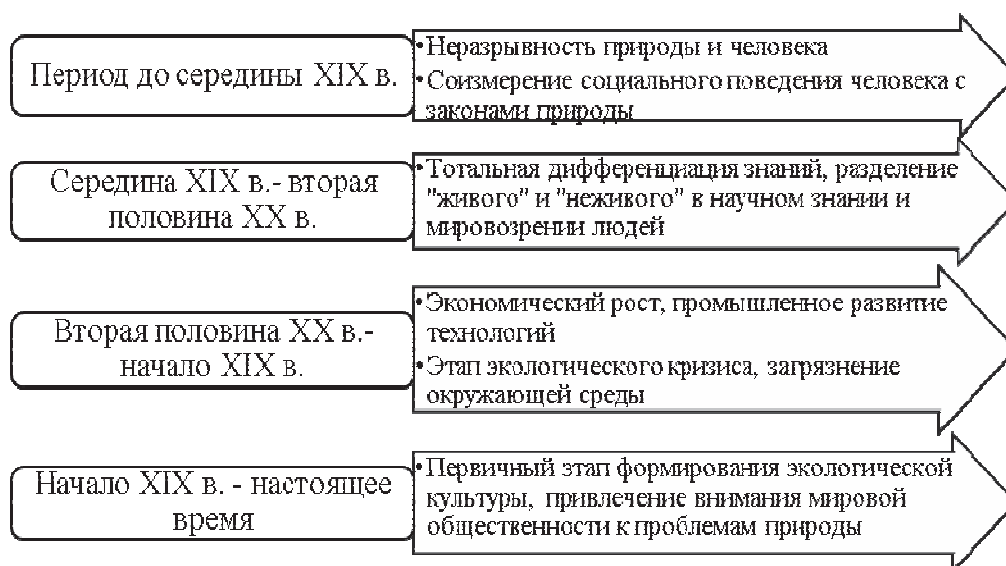 Период до середины XIX в.
•Неразрывность природы и человека
•Соизмерение социального поведения человека с
законами природы
Середина XIX в.- вторая
половина XX в.
•Тотальная дифференциация знаний, разделение
"живого" и "неживого" в научном знании и
мировозрении людей
Вторая половина XX в.-
начало XIX в.
•Экономический рост, промышленное развитие
технологий
•Этап экологического кризиса, загрязнение
окружающей среды
Начало XIX в. - настоящее
время
•Первичный этап формирования экологической
культуры, привлечение внимания мировой
общественности к проблемам природы